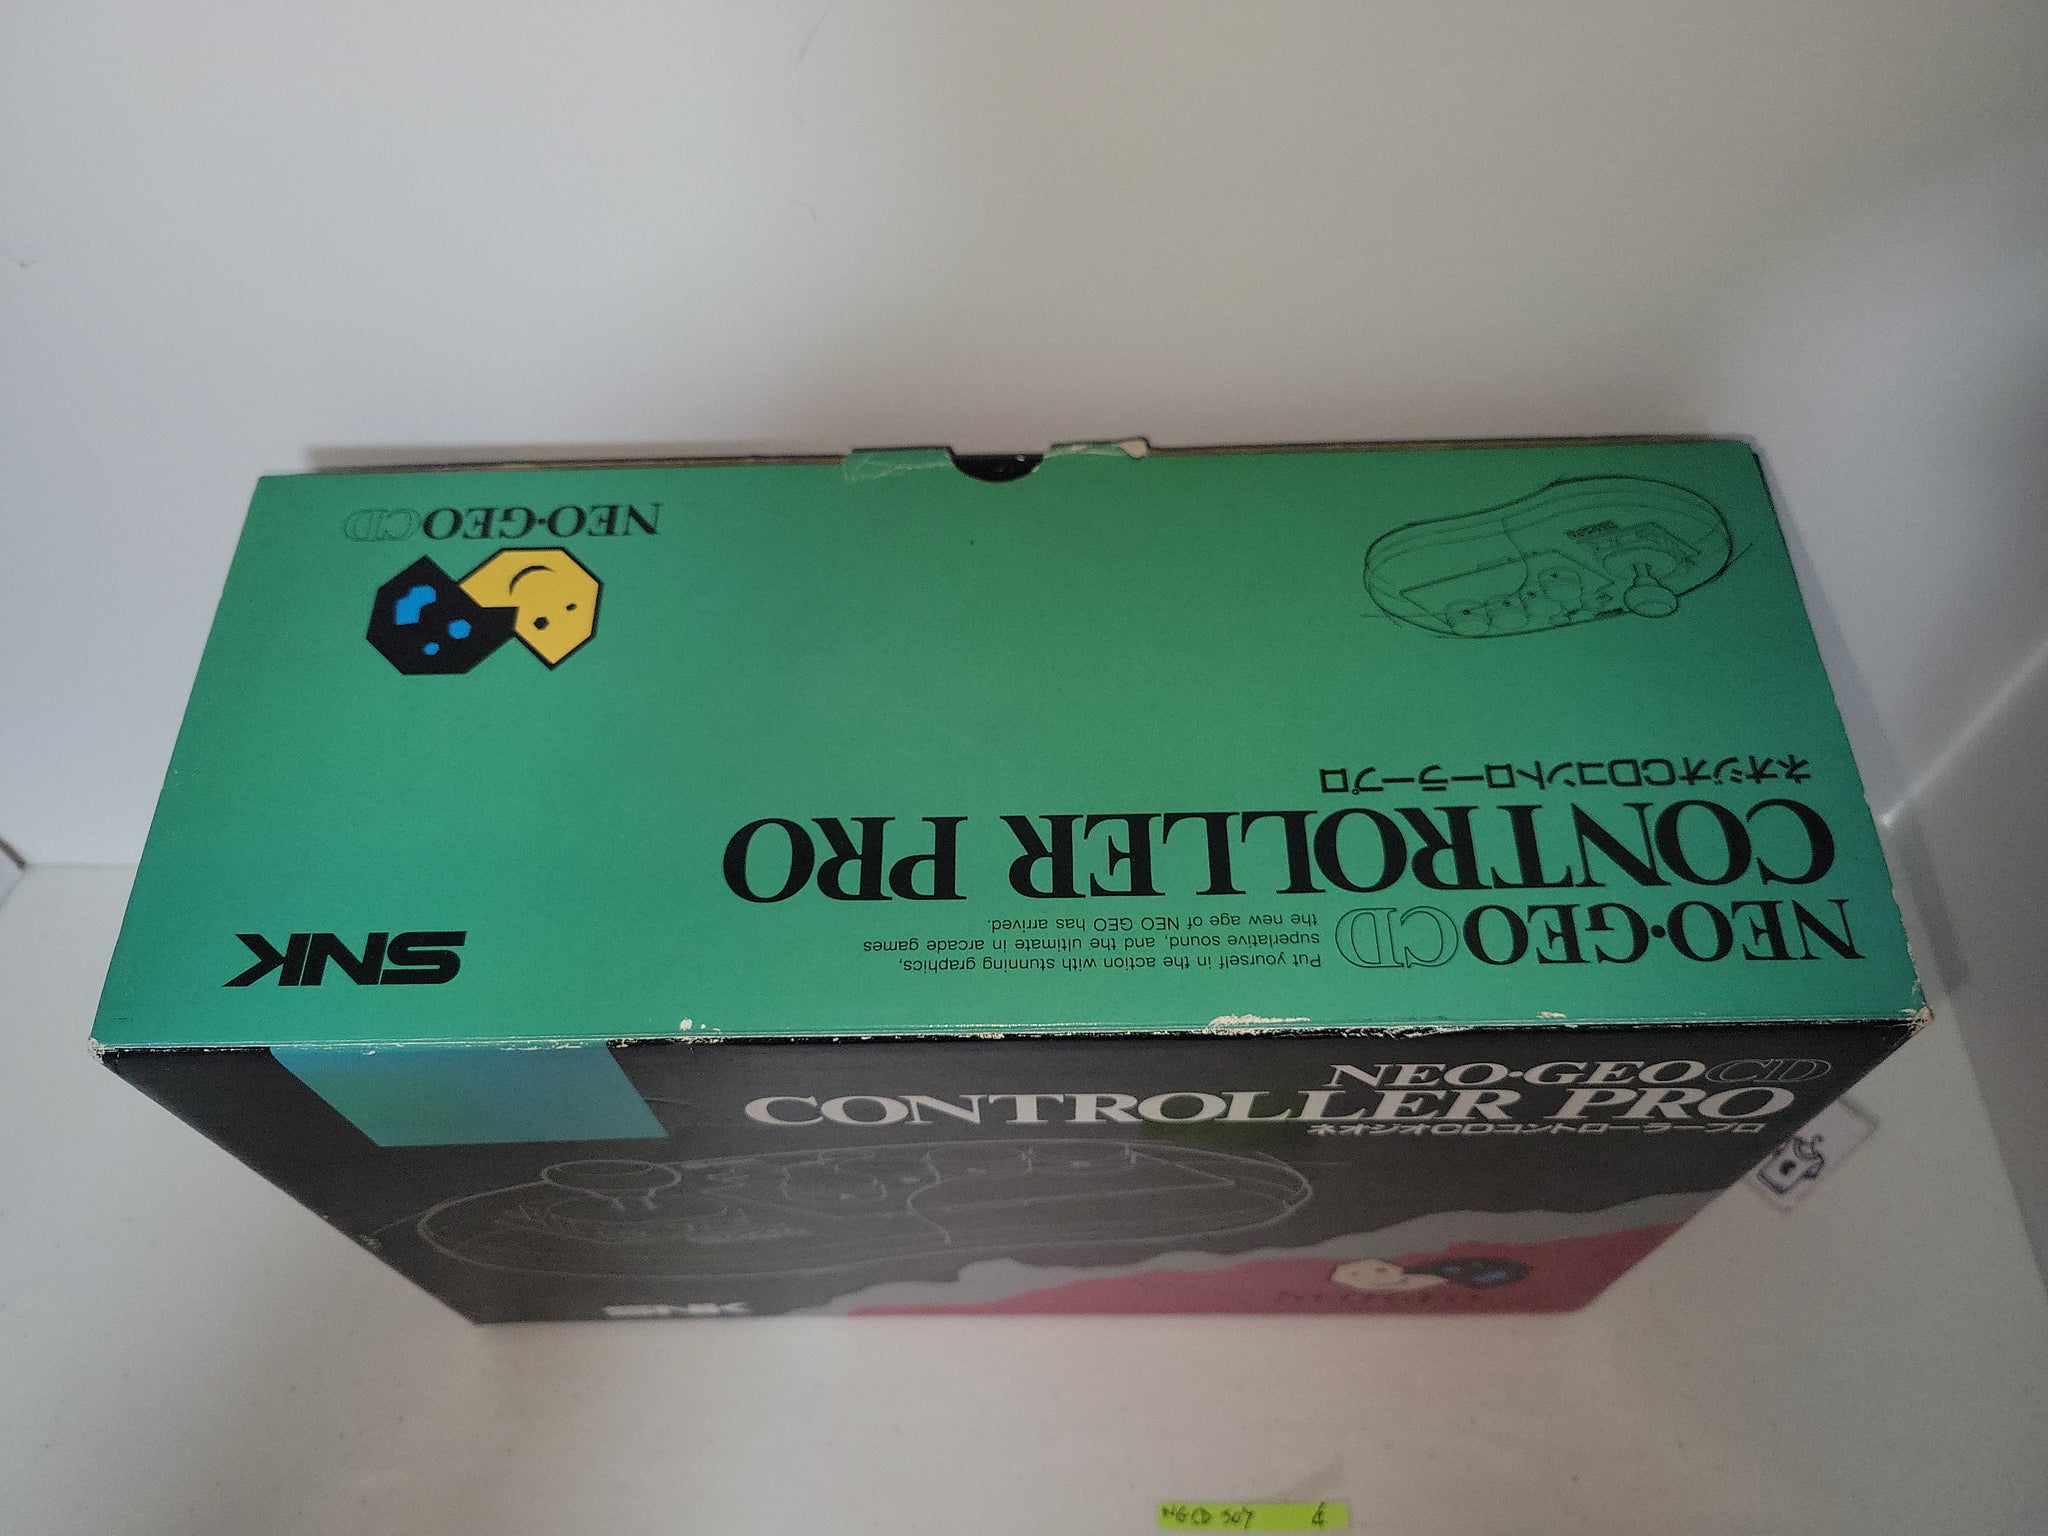 NEO•GEO CD
Put yourself in the action with stunning graphics,
superlative sound, and the ultimate in arcade games
the new age of NEO GEO has arrived.
CONTROLLER PRO
ネオジオCDコントローラープロ
SNK
NEO•GEO CD
NEO•GEO CD
CONTROLLER PRO
ネオジオCDコントローラープロ
SNK
NGCD